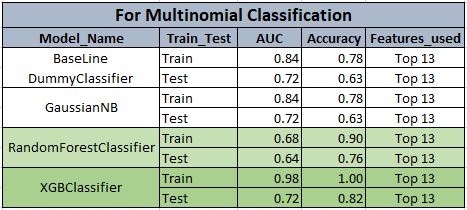 For Multinomial Classification
Model_Name Train_Test AUC Accuracy Features_used
BaseLine Train 0.84 0.78 Top 13
DummyClassifier Test 0.72 0.63 Top 13
GaussianNB Train 0.84 0.78 Top 13
Test 0.72 0.63 Top 13
RandomForestClassifier Train 0.68 0.90 Top 13
Test 0.64 0.76 Top 13
XGBClassifier Train 0.98 1.00 Top 13
Test 0.72 0.82 Top 13